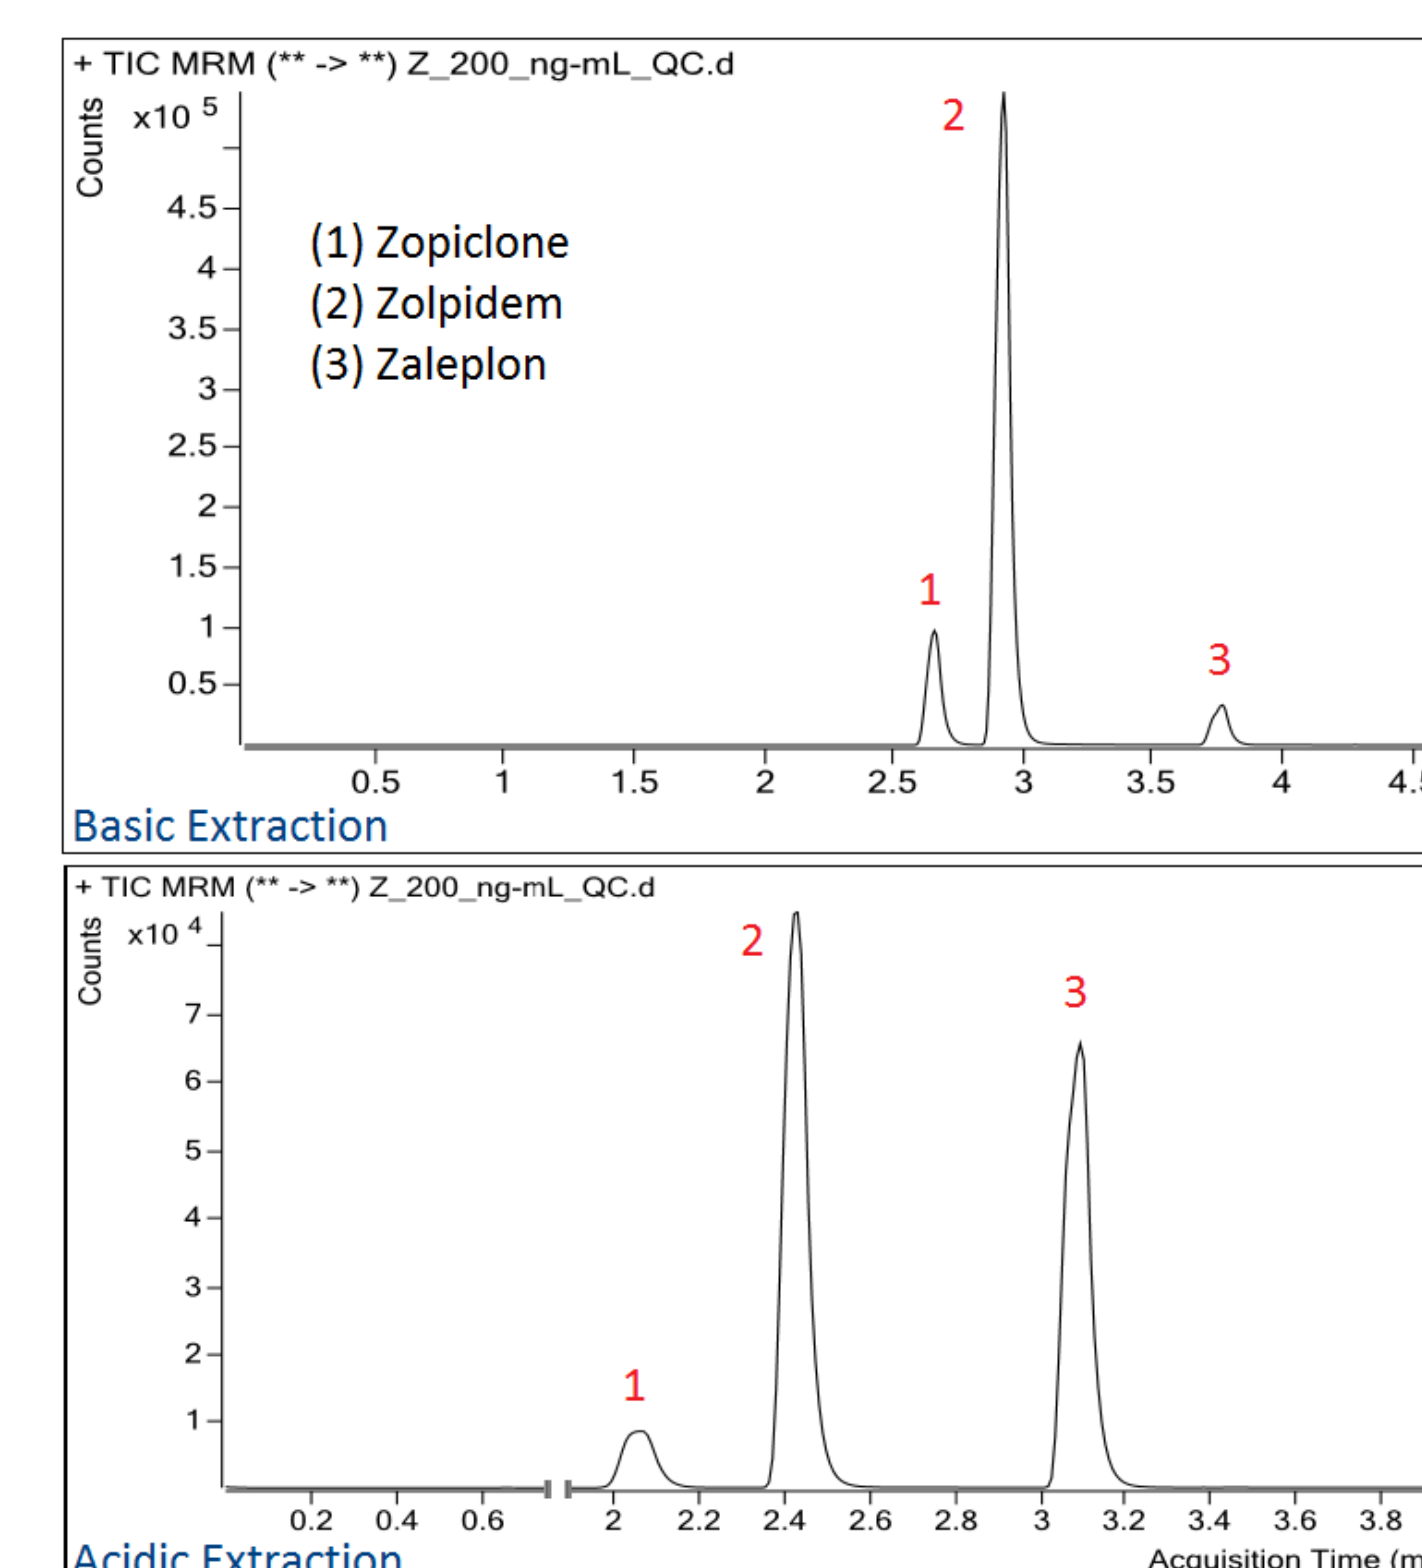 + TIC MRM (** -> **) Z_200_ng-mL_QC.d
Counts
x10 5
4.5
4
3.5
3
2.5
2
1.5
1
0.5
(1) Zopiclone
(2) Zolpidem
(3) Zaleplon
2
1
3
0.5 1 1.5 2 2.5 3 3.5 4
Basic Extraction
+ TIC MRM (** -> **) Z_200_ng-mL_QC.d
Counts
x10 4
7
6
5
4
3
2
1
2
3
1
0.2 0.4 0.6 2 2.2 2.4 2.6 2.8 3 3.2 3.4 3.6 3.8
Acidic Extraction
Acquisition Time